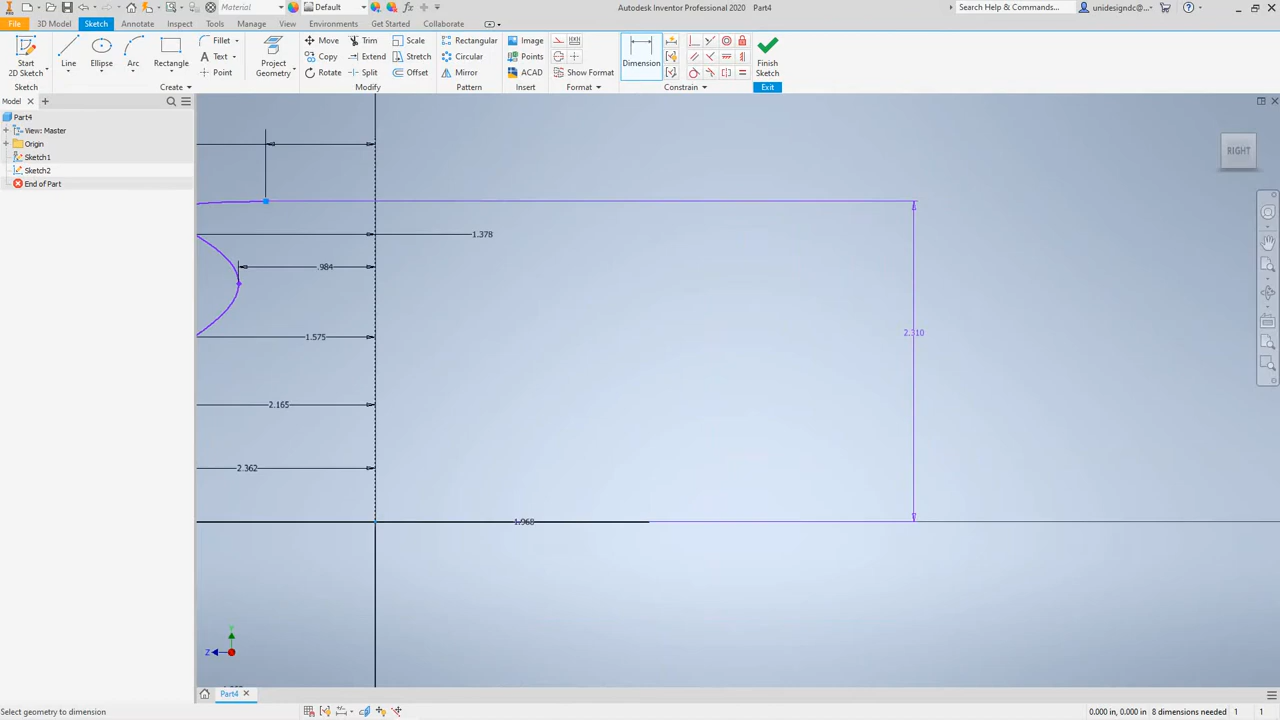 Material
Default
Autodesk Inventor Professional 2020 Part4
Search Help & Commands...
unidesigndc@...
File
3D Model
Sketch
Annotate
Inspect
Tools
Manage
View
Environments
Get Started
Collaborate
Start
2D Sketch
Line
Ellipse
Arc
Rectangle
Fillet
Text
Point
Project
Geometry
Move
Copy
Rotate
Trim
Extend
Split
Scale
Stretch
Offset
Rectangular
Circular
Mirror
Image
Points
ACAD
Show Format
Dimension
Finish
Sketch
Sketch
Create
Modify
Pattern
Insert
Format
Constrain
Exit
Model
Part4
View: Master
Origin
Sketch1
Sketch2
End of Part
RIGHT
1.378
.984
2.310
1.575
2.165
2.362
1.968
Y
Z
Part4
Select geometry to dimension
0.000 in, 0.000 in 8 dimensions needed 1 1